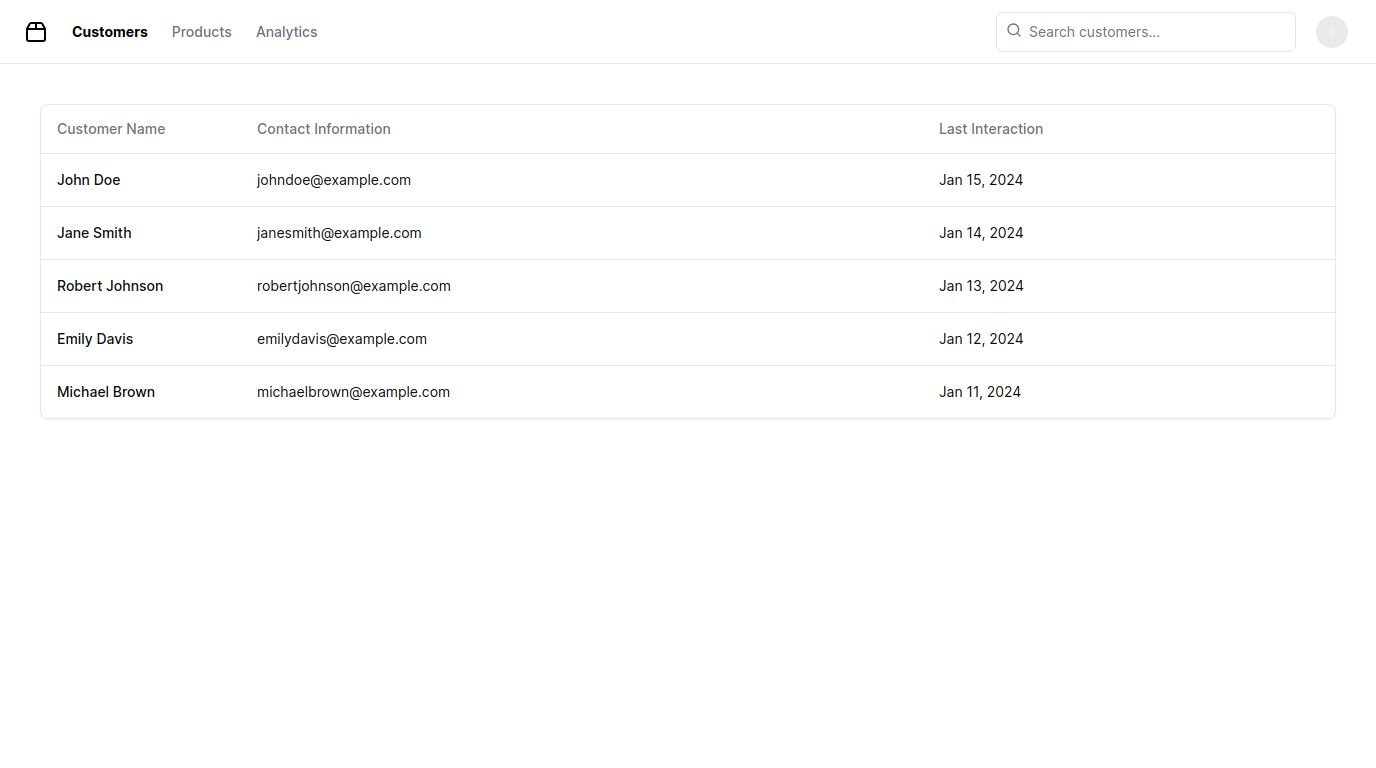 Customers Products Analytics Search customers...
Customer Name Contact Information Last Interaction
John Doe johndoe@example.com Jan 15, 2024
Jane Smith janesmith@example.com Jan 14, 2024
Robert Johnson robertjohnson@example.com Jan 13, 2024
Emily Davis emilydavis@example.com Jan 12, 2024
Michael Brown michaelbrown@example.com Jan 11, 2024